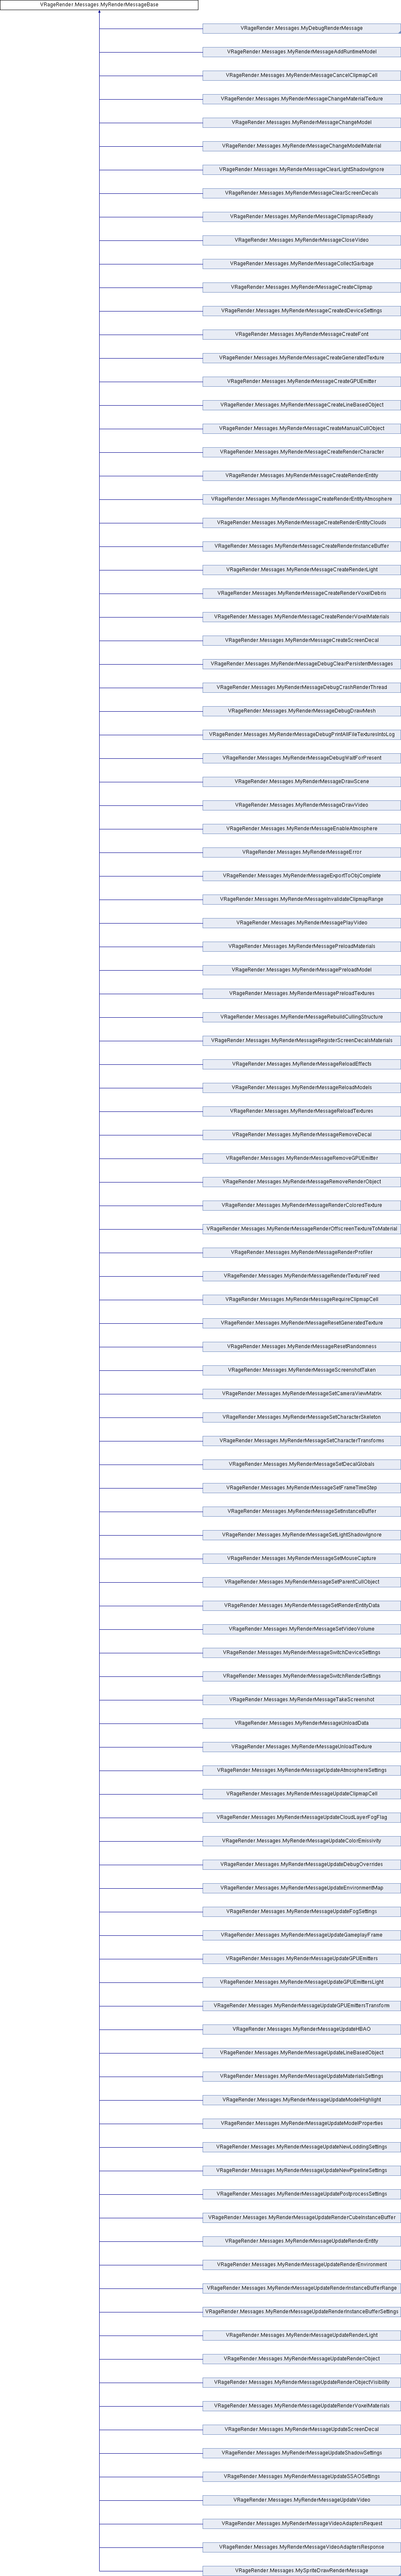 VRageRender.Messages.MyRenderMessageBase
VRageRender.Messages.MyDebugRenderMessage
VRageRender.Messages.MyRenderMessageAddRuntimeModel
VRageRender.Messages.MyRenderMessageCancelClipmapCell
VRageRender.Messages.MyRenderMessageChangeMaterialTexture
VRageRender.Messages.MyRenderMessageChangeModel
VRageRender.Messages.MyRenderMessageChangeModelMaterial
VRageRender.Messages.MyRenderMessageClearLightShadowIgnore
VRageRender.Messages.MyRenderMessageClearScreenDecals
VRageRender.Messages.MyRenderMessageClipmapsReady
VRageRender.Messages.MyRenderMessageCloseVideo
VRageRender.Messages.MyRenderMessageCollectGarbage
VRageRender.Messages.MyRenderMessageCreateClipmap
VRageRender.Messages.MyRenderMessageCreatedDeviceSettings
VRageRender.Messages.MyRenderMessageCreateFont
VRageRender.Messages.MyRenderMessageCreateGeneratedTexture
VRageRender.Messages.MyRenderMessageCreateGPUEmitter
VRageRender.Messages.MyRenderMessageCreateLineBasedObject
VRageRender.Messages.MyRenderMessageCreateManualCullObject
VRageRender.Messages.MyRenderMessageCreateRenderCharacter
VRageRender.Messages.MyRenderMessageCreateRenderEntity
VRageRender.Messages.MyRenderMessageCreateRenderEntityAtmosphere
VRageRender.Messages.MyRenderMessageCreateRenderEntityClouds
VRageRender.Messages.MyRenderMessageCreateRenderInstanceBuffer
VRageRender.Messages.MyRenderMessageCreateRenderLight
VRageRender.Messages.MyRenderMessageCreateRenderVoxelDebris
VRageRender.Messages.MyRenderMessageCreateRenderVoxelMaterials
VRageRender.Messages.MyRenderMessageCreateScreenDecal
VRageRender.Messages.MyRenderMessageDebugClearPersistentMessages
VRageRender.Messages.MyRenderMessageDebugCrashRenderThread
VRageRender.Messages.MyRenderMessageDebugDrawMesh
VRageRender.Messages.MyRenderMessageDebugPrintAllFileTexturesIntoLog
VRageRender.Messages.MyRenderMessageDebugWaitForPresent
VRageRender.Messages.MyRenderMessageDrawScene
VRageRender.Messages.MyRenderMessageDrawVideo
VRageRender.Messages.MyRenderMessageEnableAtmosphere
VRageRender.Messages.MyRenderMessageError
VRageRender.Messages.MyRenderMessageExportToObjComplete
VRageRender.Messages.MyRenderMessageInvalidateClipmapRange
VRageRender.Messages.MyRenderMessagePlayVideo
VRageRender.Messages.MyRenderMessagePreloadMaterials
VRageRender.Messages.MyRenderMessagePreloadModel
VRageRender.Messages.MyRenderMessagePreloadTextures
VRageRender.Messages.MyRenderMessageRebuildCullingStructure
VRageRender.Messages.MyRenderMessageRegisterScreenDecalsMaterials
VRageRender.Messages.MyRenderMessageReloadEffects
VRageRender.Messages.MyRenderMessageReloadModels
VRageRender.Messages.MyRenderMessageReloadTextures
VRageRender.Messages.MyRenderMessageRemoveDecal
VRageRender.Messages.MyRenderMessageRemoveGPUEmitter
VRageRender.Messages.MyRenderMessageRemoveRenderObject
VRageRender.Messages.MyRenderMessageRenderColoredTexture
VRageRender.Messages.MyRenderMessageRenderOffscreenTextureToMaterial
VRageRender.Messages.MyRenderMessageRenderProfiler
VRageRender.Messages.MyRenderMessageRenderTextureFreed
VRageRender.Messages.MyRenderMessageRequireClipmapCell
VRageRender.Messages.MyRenderMessageResetGeneratedTexture
VRageRender.Messages.MyRenderMessageResetRandomness
VRageRender.Messages.MyRenderMessageScreenshotTaken
VRageRender.Messages.MyRenderMessageSetCameraViewMatrix
VRageRender.Messages.MyRenderMessageSetCharacterSkeleton
VRageRender.Messages.MyRenderMessageSetCharacterTransforms
VRageRender.Messages.MyRenderMessageSetDecalGlobals
VRageRender.Messages.MyRenderMessageSetFrameTimeStep
VRageRender.Messages.MyRenderMessageSetInstanceBuffer
VRageRender.Messages.MyRenderMessageSetLightShadowIgnore
VRageRender.Messages.MyRenderMessageSetMouseCapture
VRageRender.Messages.MyRenderMessageSetParentCullObject
VRageRender.Messages.MyRenderMessageSetRenderEntityData
VRageRender.Messages.MyRenderMessageSetVideoVolume
VRageRender.Messages.MyRenderMessageSwitchDeviceSettings
VRageRender.Messages.MyRenderMessageSwitchRenderSettings
VRageRender.Messages.MyRenderMessageTakeScreenshot
VRageRender.Messages.MyRenderMessageUnloadData
VRageRender.Messages.MyRenderMessageUnloadTexture
VRageRender.Messages.MyRenderMessageUpdateAtmosphereSettings
VRageRender.Messages.MyRenderMessageUpdateClipmapCell
VRageRender.Messages.MyRenderMessageUpdateCloudLayerFogFlag
VRageRender.Messages.MyRenderMessageUpdateColorEmissivity
VRageRender.Messages.MyRenderMessageUpdateDebugOverrides
VRageRender.Messages.MyRenderMessageUpdateEnvironmentMap
VRageRender.Messages.MyRenderMessageUpdateFogSettings
VRageRender.Messages.MyRenderMessageUpdateGameplayFrame
VRageRender.Messages.MyRenderMessageUpdateGPUEmitters
VRageRender.Messages.MyRenderMessageUpdateGPUEmittersLight
VRageRender.Messages.MyRenderMessageUpdateGPUEmittersTransform
VRageRender.Messages.MyRenderMessageUpdateHBAO
VRageRender.Messages.MyRenderMessageUpdateLineBasedObject
VRageRender.Messages.MyRenderMessageUpdateMaterialsSettings
VRageRender.Messages.MyRenderMessageUpdateModelHighlight
VRageRender.Messages.MyRenderMessageUpdateModelProperties
VRageRender.Messages.MyRenderMessageUpdateNewLoddingSettings
VRageRender.Messages.MyRenderMessageUpdateNewPipelineSettings
VRageRender.Messages.MyRenderMessageUpdatePostprocessSettings
VRageRender.Messages.MyRenderMessageUpdateRenderCubeInstanceBuffer
VRageRender.Messages.MyRenderMessageUpdateRenderEntity
VRageRender.Messages.MyRenderMessageUpdateRenderEnvironment
VRageRender.Messages.MyRenderMessageUpdateRenderInstanceBufferRange
VRageRender.Messages.MyRenderMessageUpdateRenderInstanceBufferSettings
VRageRender.Messages.MyRenderMessageUpdateRenderLight
VRageRender.Messages.MyRenderMessageUpdateRenderObject
VRageRender.Messages.MyRenderMessageUpdateRenderObjectVisibility
VRageRender.Messages.MyRenderMessageUpdateRenderVoxelMaterials
VRageRender.Messages.MyRenderMessageUpdateScreenDecal
VRageRender.Messages.MyRenderMessageUpdateShadowSettings
VRageRender.Messages.MyRenderMessageUpdateSSAOSettings
VRageRender.Messages.MyRenderMessageUpdateVideo
VRageRender.Messages.MyRenderMessageVideoAdaptersRequest
VRageRender.Messages.MyRenderMessageVideoAdaptersResponse
VRageRender.Messages.MySpriteDrawRenderMessage